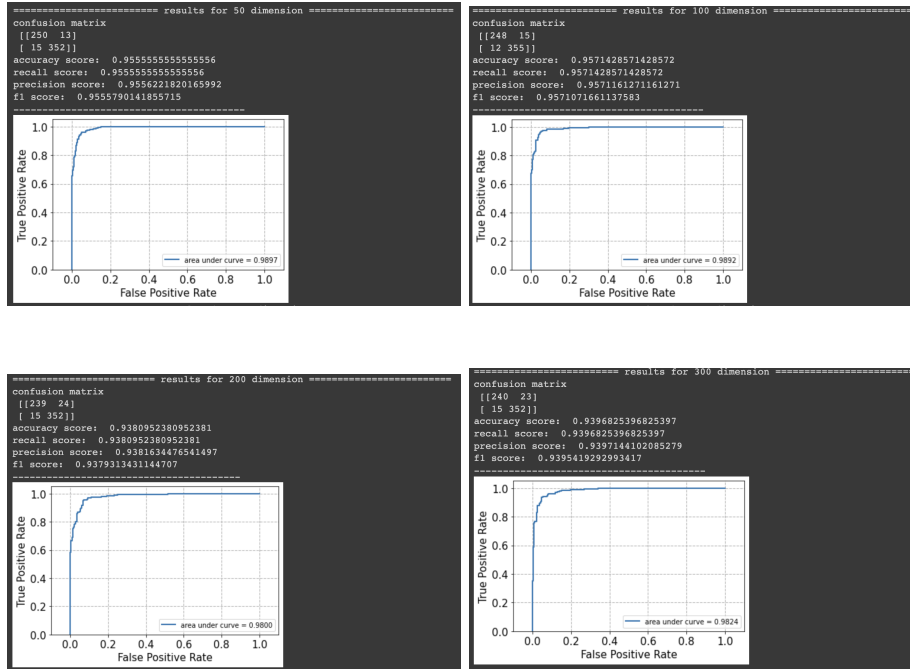 ========================= results for 50 dimension =========================
confusion matrix
[[250 13]
[ 15 352]]
accuracy score: 0.9555555555555556
recall score: 0.9555555555555556
precision score: 0.9556221820165992
f1 score: 0.9555790141855715
----------------------------------------
1.0
0.8
0.6
0.4
0.2
0.0
True Positive Rate
area under curve = 0.9897
0.0 0.2 0.4 0.6 0.8 1.0
False Positive Rate
========================= results for 100 dimension =========================
confusion matrix
[[248 15]
[ 12 355]]
accuracy score: 0.9571428571428572
recall score: 0.9571428571428572
precision score: 0.9571161271161271
f1 score: 0.9571071661137583
----------------------------------------
1.0
0.8
0.6
0.4
0.2
0.0
True Positive Rate
area under curve = 0.9892
0.0 0.2 0.4 0.6 0.8 1.0
False Positive Rate
========================= results for 200 dimension =========================
confusion matrix
[[239 24]
[ 15 352]]
accuracy score: 0.9380952380952381
recall score: 0.9380952380952381
precision score: 0.9381634476541497
f1 score: 0.9379313431144707
----------------------------------------
1.0
0.8
0.6
0.4
0.2
0.0
True Positive Rate
area under curve = 0.9800
0.0 0.2 0.4 0.6 0.8 1.0
False Positive Rate
========================= results for 300 dimension =========================
confusion matrix
[[240 23]
[ 15 352]]
accuracy score: 0.9396825396825397
recall score: 0.9396825396825397
precision score: 0.9397144102085279
f1 score: 0.9395419292993417
----------------------------------------
1.0
0.8
0.6
0.4
0.2
0.0
True Positive Rate
area under curve = 0.9824
0.0 0.2 0.4 0.6 0.8 1.0
False Positive Rate